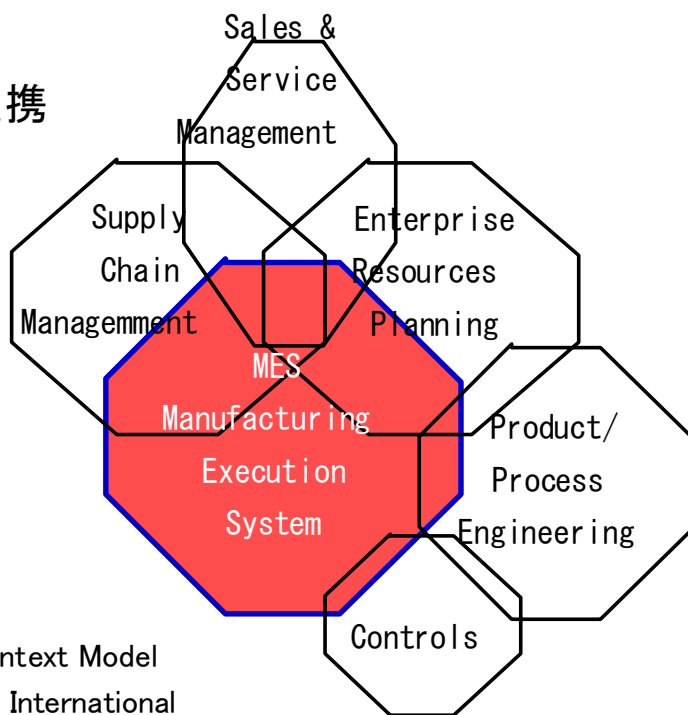 Sales &
Service
Management
携
Supply
Chain
Managemment
Enterprise
Resources
Planning
MES
Manufacturing
Execution
System
Product/
Process
Engineering
Controls
ntext Model
International